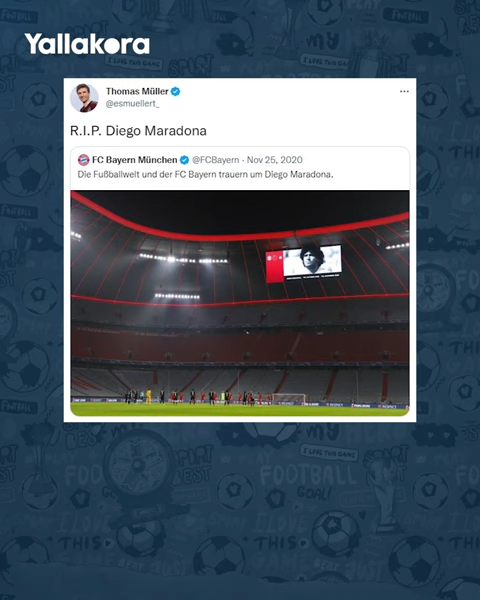 Yallakora
Thomas Müller
@esmuellert_
R.I.P. Diego Maradona
FC Bayern München @FCBayern · Nov 25, 2020
Die Fußballwelt und der FC Bayern trauern um Diego Maradona.